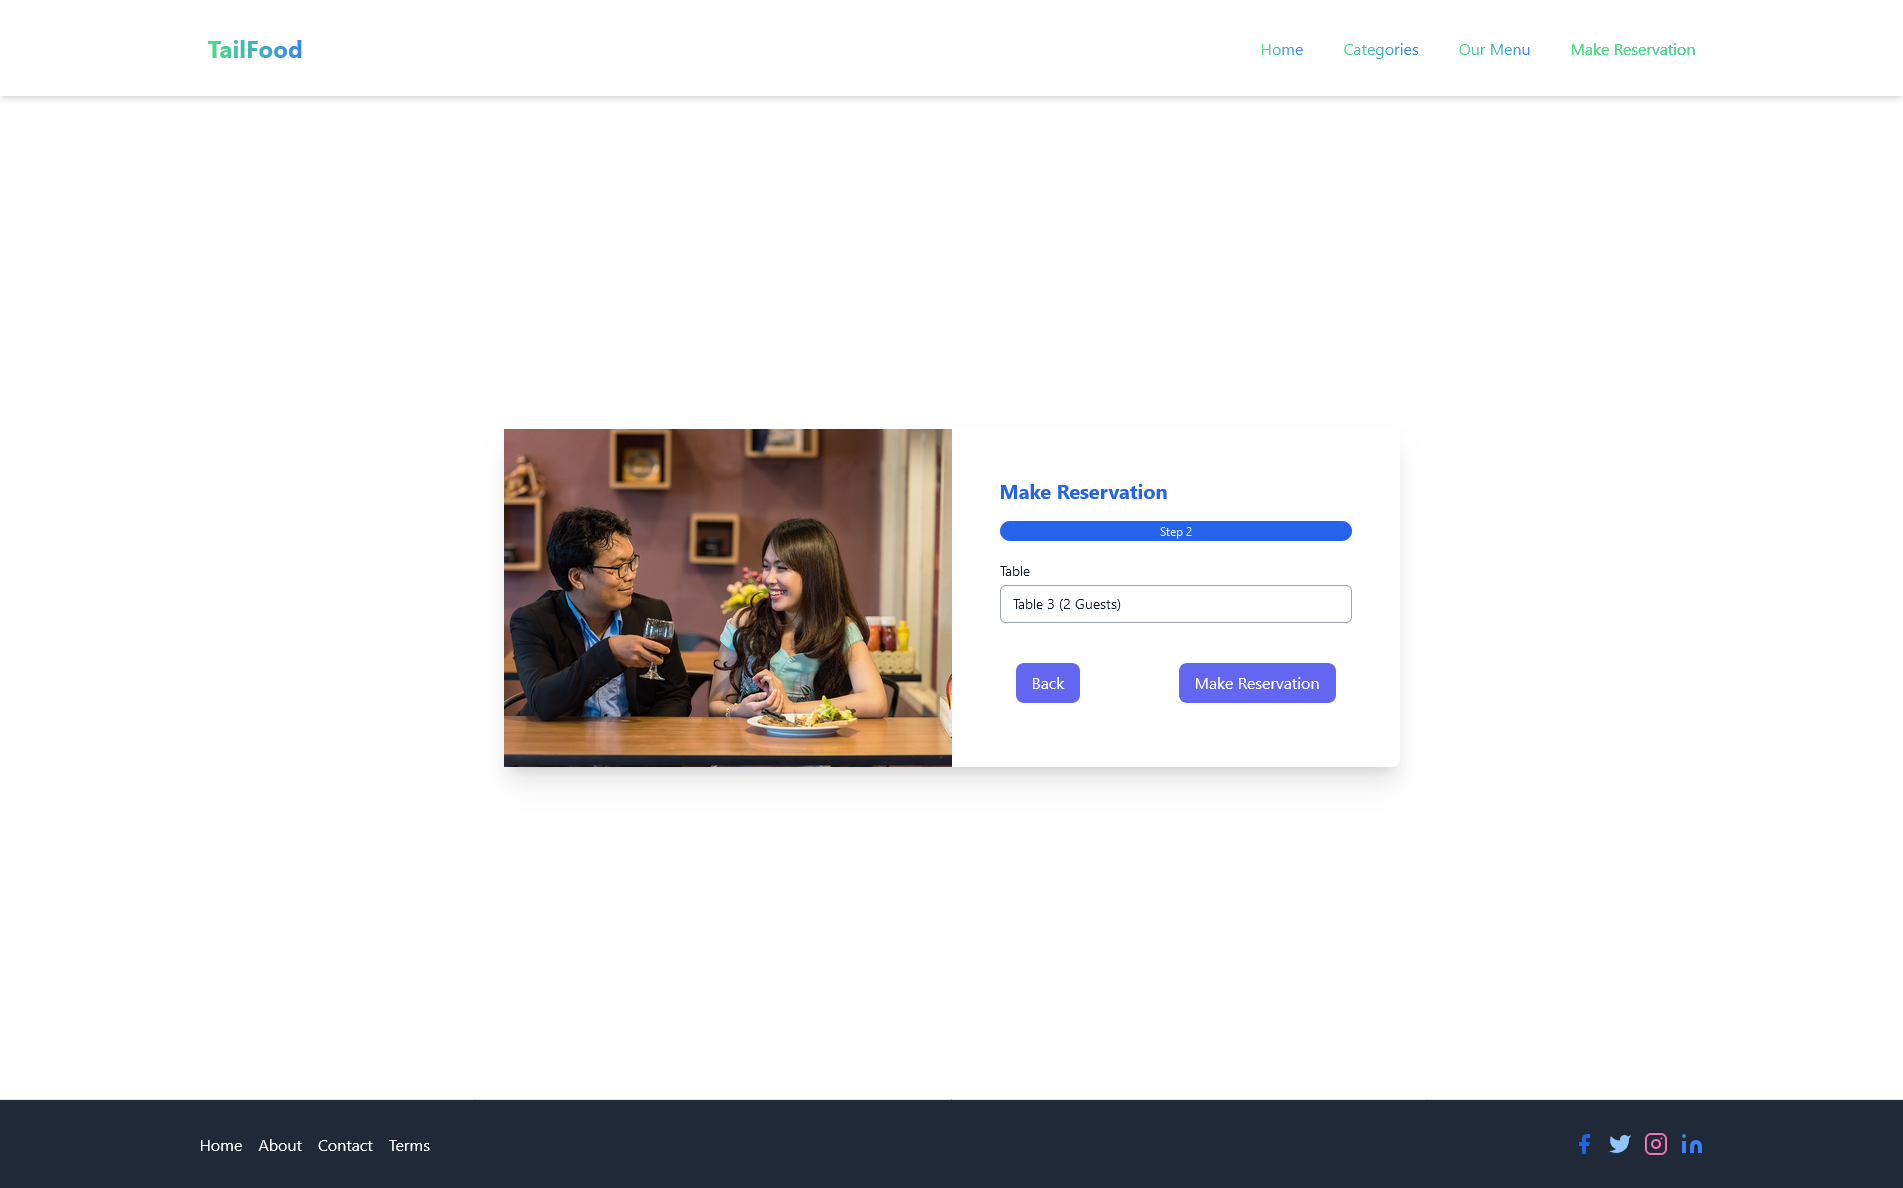 TailFood
Home Categories Our Menu Make Reservation
Make Reservation
Step 2
Table
Table 3 (2 Guests)
Back Make Reservation
Home About Contact Terms